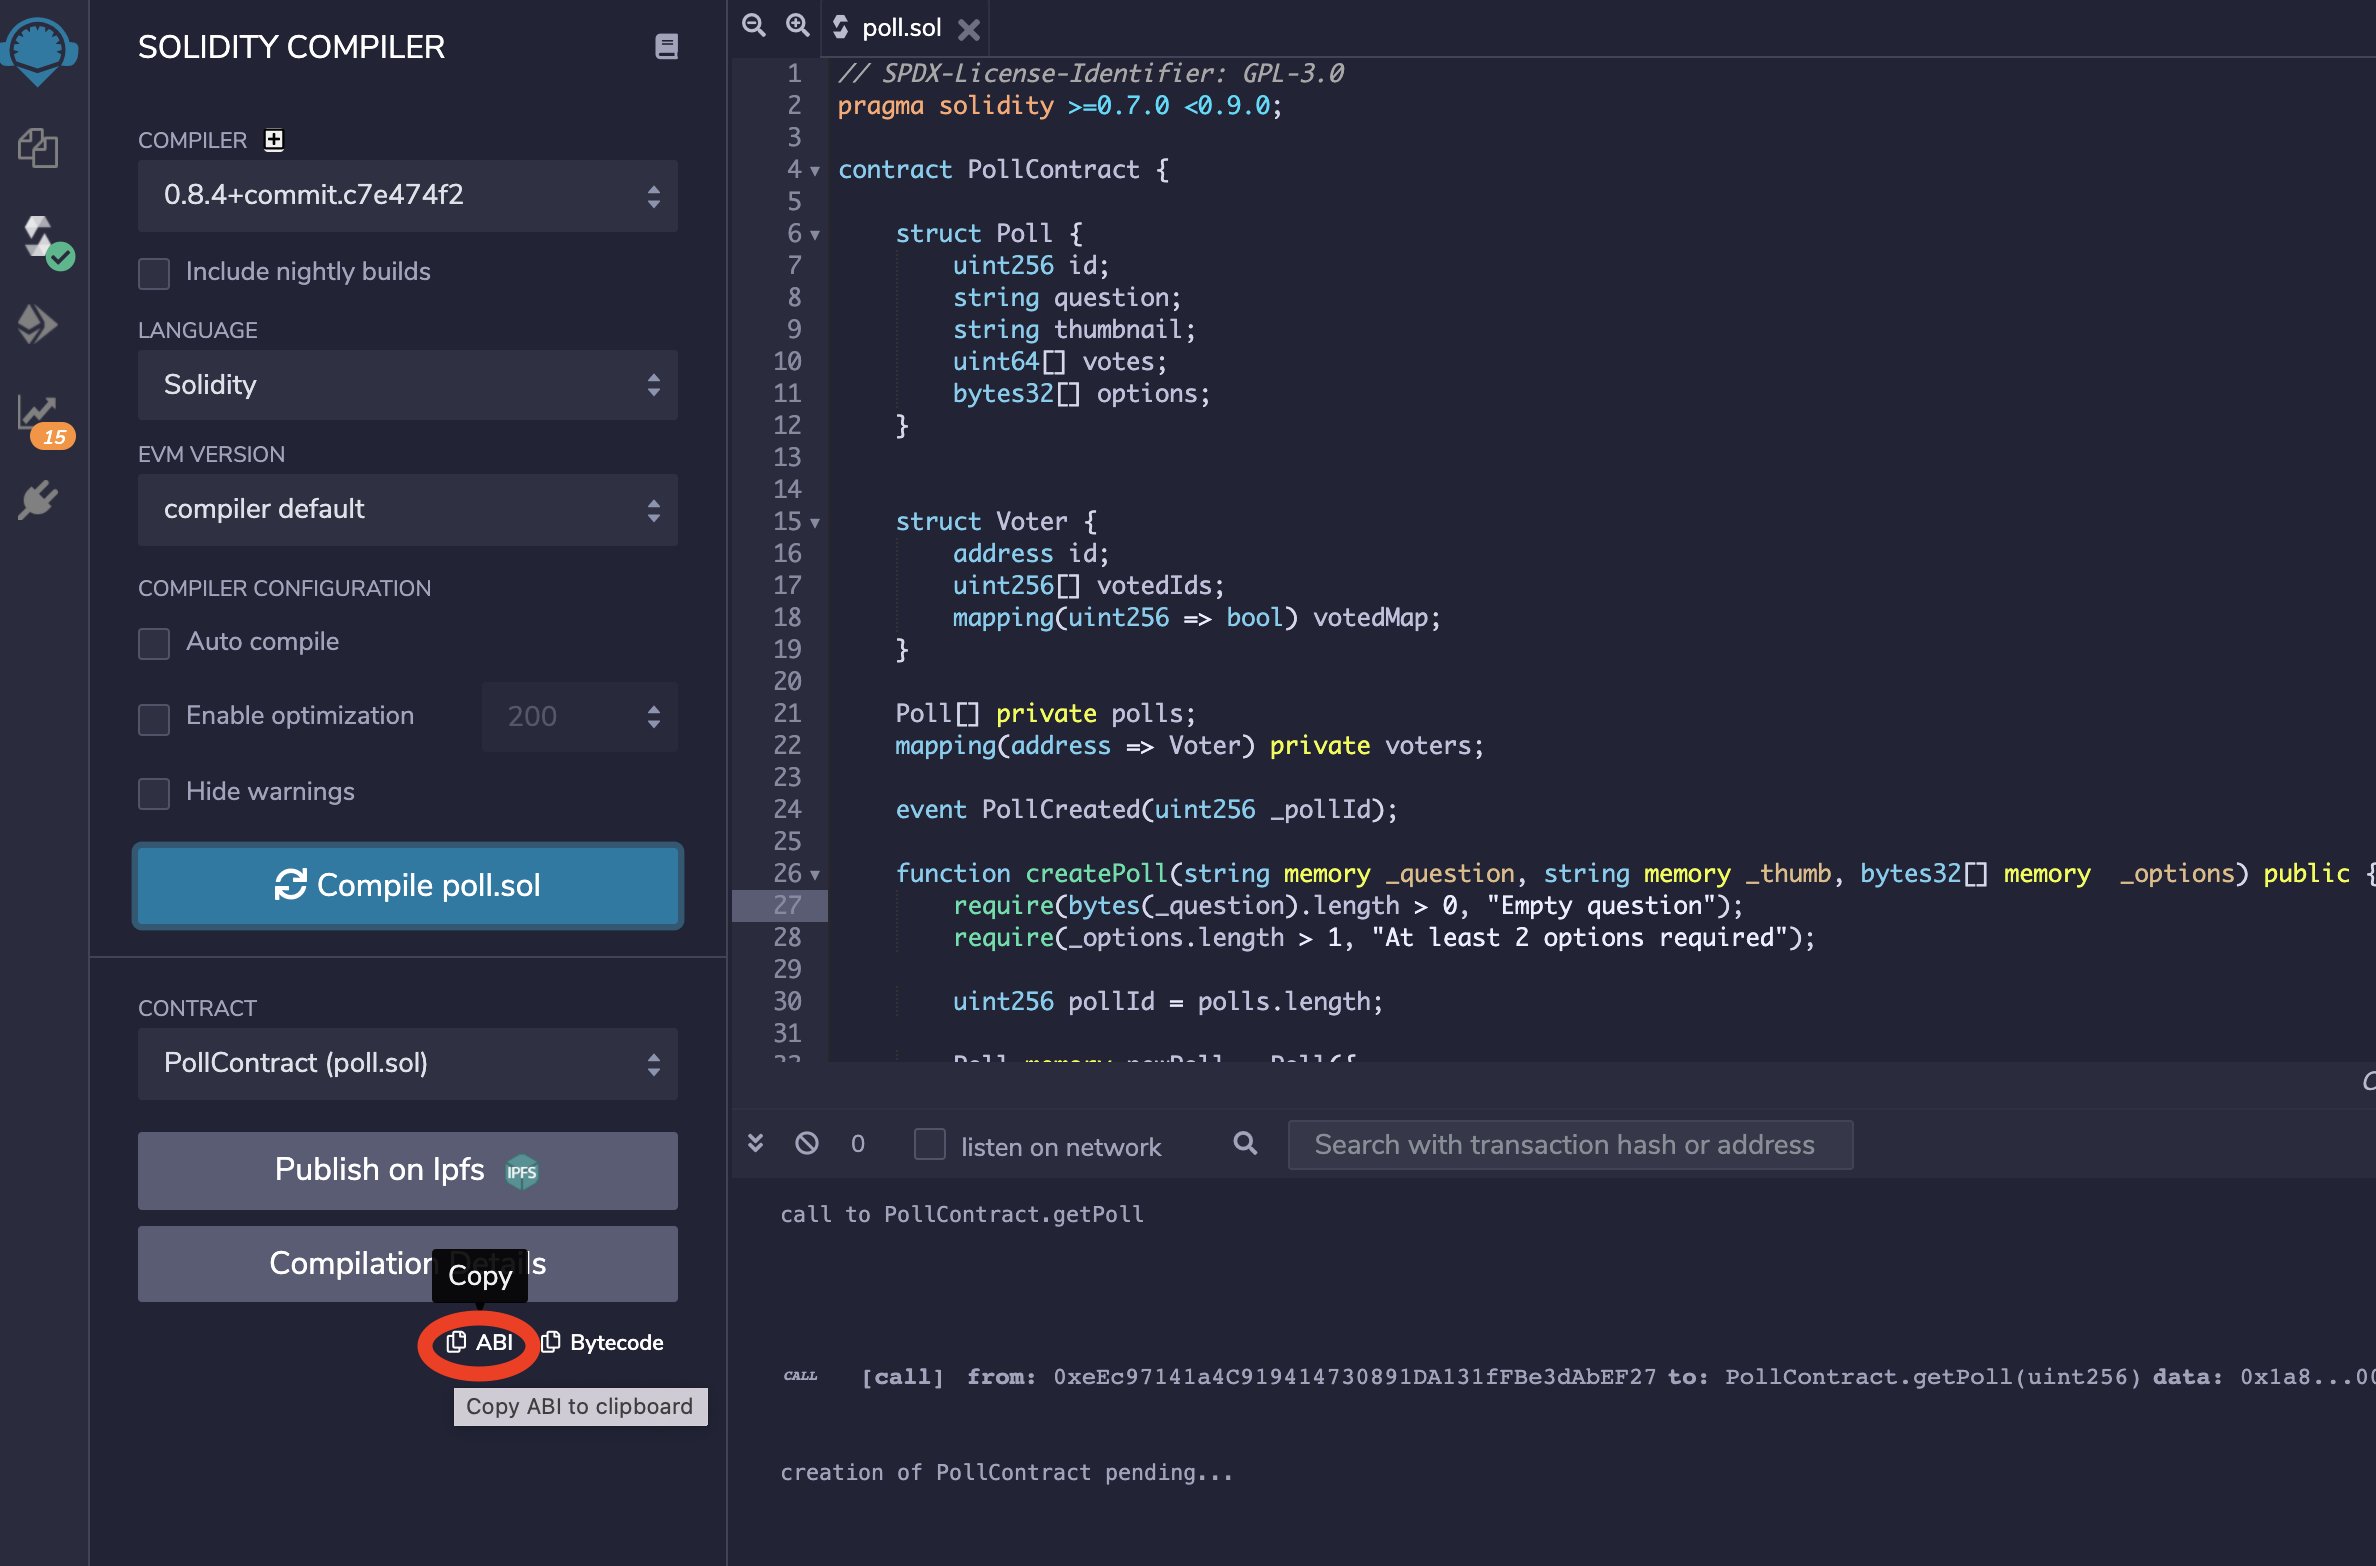 SOLIDITY COMPILER
COMPILER
0.8.4+commit.c7e474f2
Include nightly builds
LANGUAGE
Solidity
EVM VERSION
compiler default
COMPILER CONFIGURATION
Auto compile
Enable optimization
200
Hide warnings
Compile poll.sol
CONTRACT
PollContract (poll.sol)
Publish on Ipfs IPFS
Compilation Details
Copy
ABI
Bytecode
Copy ABI to clipboard
15
poll.sol
1 // SPDX-License-Identifier: GPL-3.0
2 pragma solidity >=0.7.0 <0.9.0;
3
4 contract PollContract {
5
6 struct Poll {
7 uint256 id;
8 string question;
9 string thumbnail;
10 uint64[] votes;
11 bytes32[] options;
12 }
13
14
15 struct Voter {
16 address id;
17 uint256[] votedIds;
18 mapping(uint256 => bool) votedMap;
19 }
20
21 Poll[] private polls;
22 mapping(address => Voter) private voters;
23
24 event PollCreated(uint256 _pollId);
25
26 function createPoll(string memory _question, string memory _thumb, bytes32[] memory _options) public {
27 require(bytes(_question).length > 0, "Empty question");
28 require(_options.length > 1, "At least 2 options required");
29
30 uint256 pollId = polls.length;
31
0
listen on network
Search with transaction hash or address
call to PollContract.getPoll
CALL [call] from: 0xeEc97141a4C919414730891DA131fFBe3dAbEF27 to: PollContract.getPoll(uint256) data: 0x1a8...00
creation of PollContract pending...